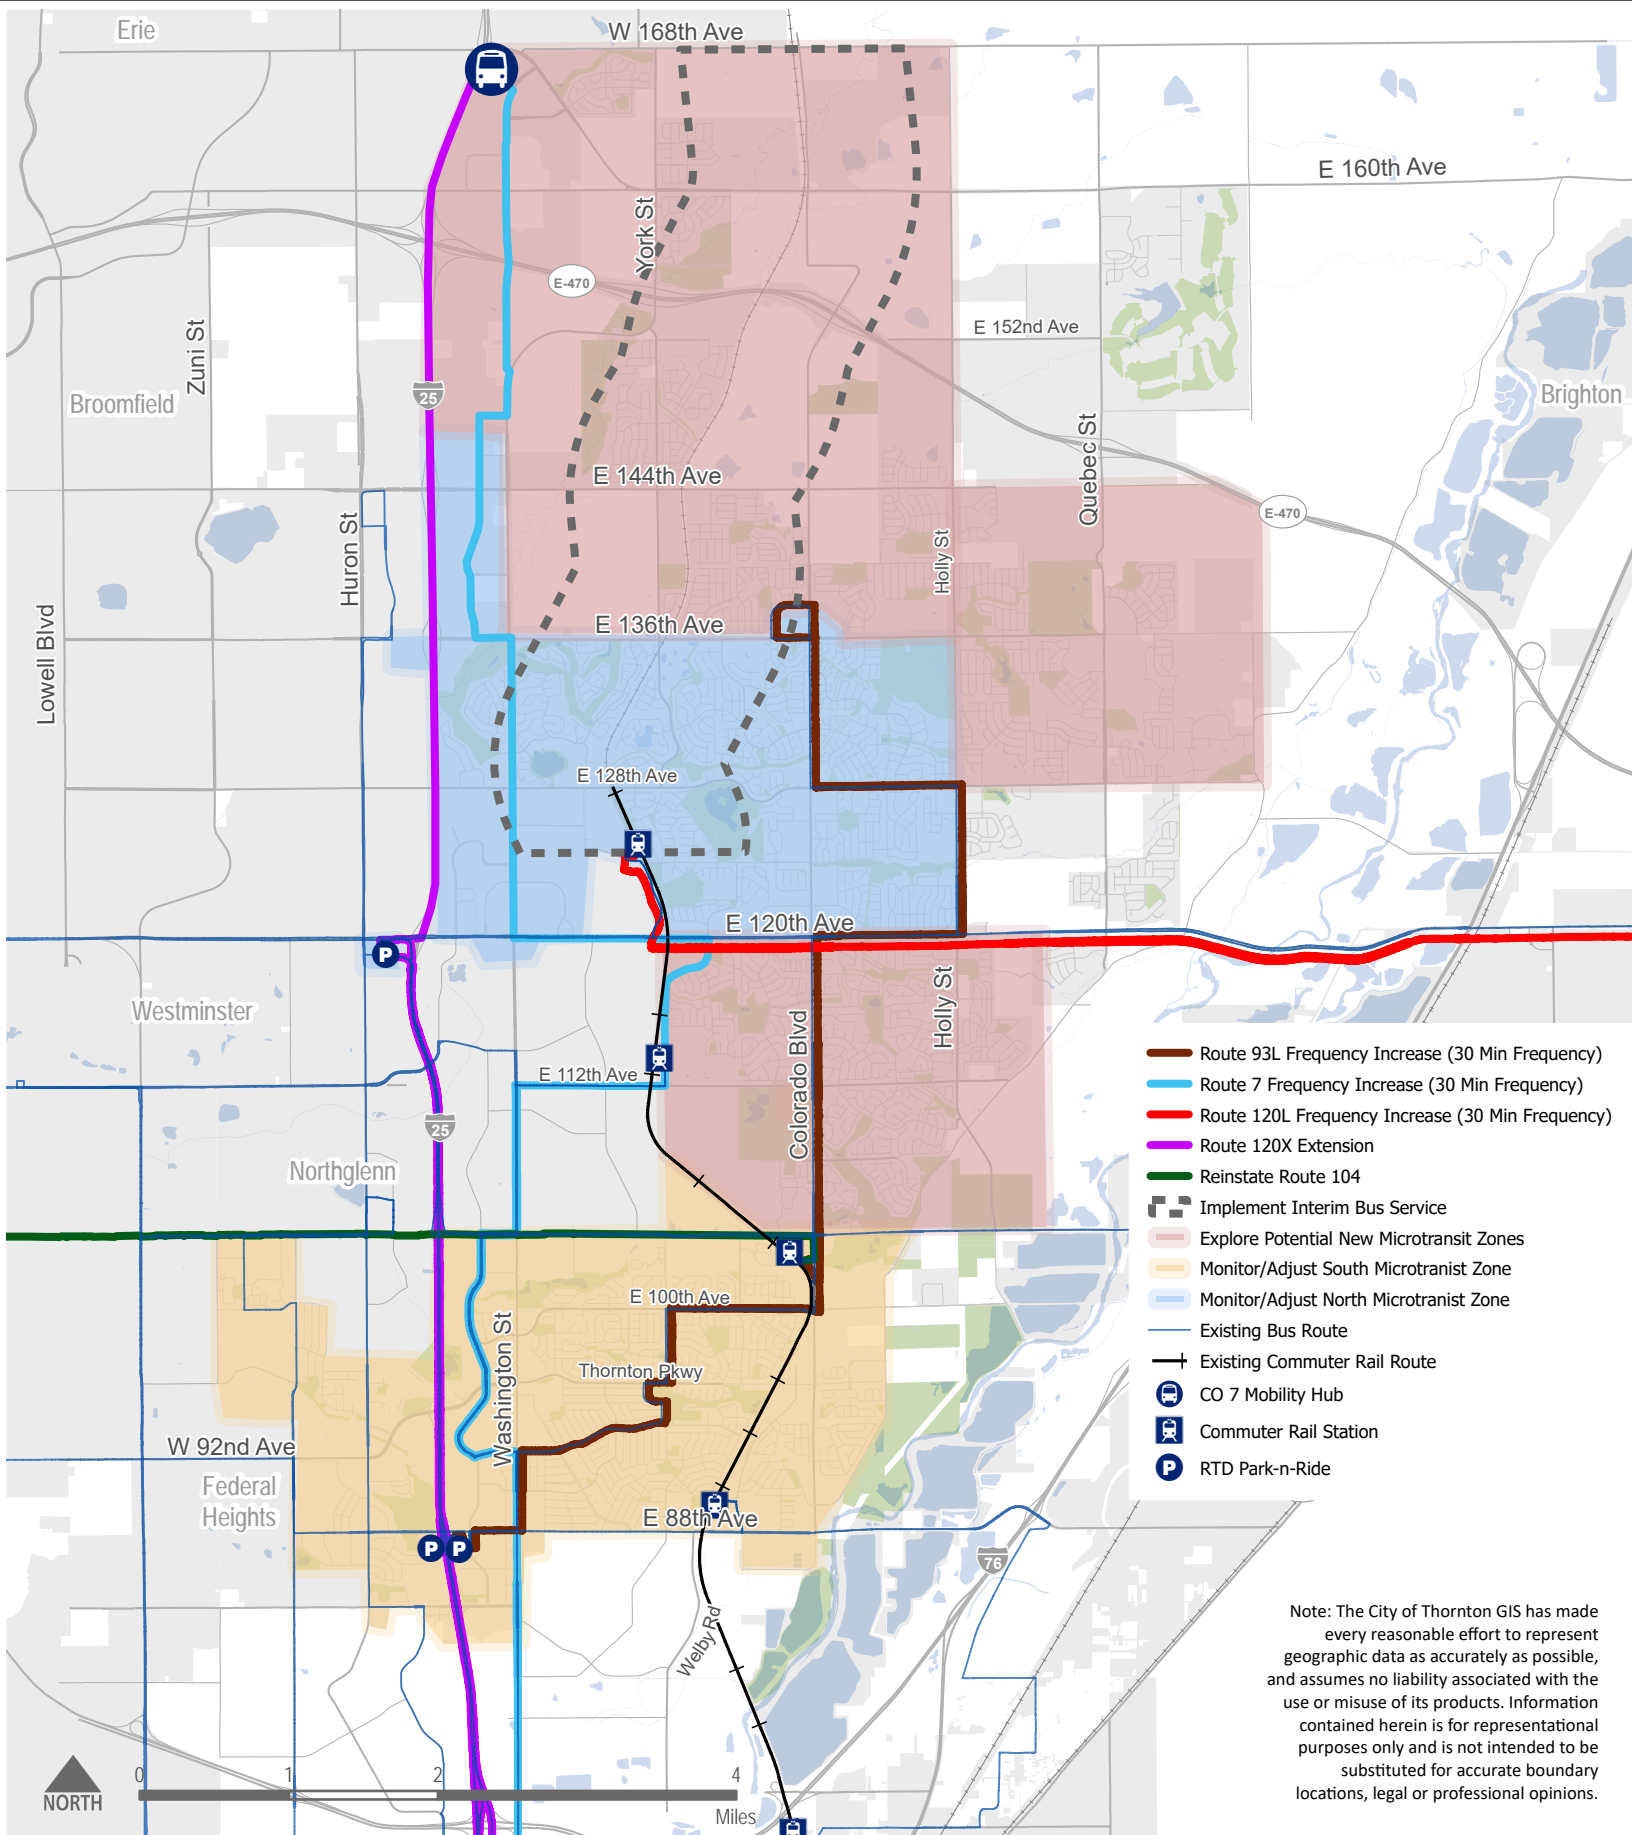 Erie
W 168th Ave
E 160th Ave
York St
E-470
E 152nd Ave
Zuni St
Broomfield
25
Brighton
Quebec St
E 144th Ave
E-470
Huron St
Holly St
Lowell Blvd
E 136th Ave
E 128th Ave
E 120th Ave
P
Westminster
Holly St
Colorado Blvd
E 112th Ave
25
Northglenn
Route 93L Frequency Increase (30 Min Frequency)
Route 7 Frequency Increase (30 Min Frequency)
Route 120L Frequency Increase (30 Min Frequency)
Route 120X Extension
Reinstate Route 104
Implement Interim Bus Service
Explore Potential New Microtransit Zones
Monitor/Adjust South Microtranist Zone
Monitor/Adjust North Microtranist Zone
Existing Bus Route
Existing Commuter Rail Route
CO 7 Mobility Hub
Commuter Rail Station
P RTD Park-n-Ride
E 100th Ave
Washington St
Thornton Pkwy
W 92nd Ave
Federal
Heights
E 88th Ave
P P
76
Welby Rd
Note: The City of Thornton GIS has made
every reasonable effort to represent
geographic data as accurately as possible,
and assumes no liability associated with the
use or misuse of its products. Information
contained herein is for representational
purposes only and is not intended to be
substituted for accurate boundary
locations, legal or professional opinions.
NORTH
0 1 2 4
Miles